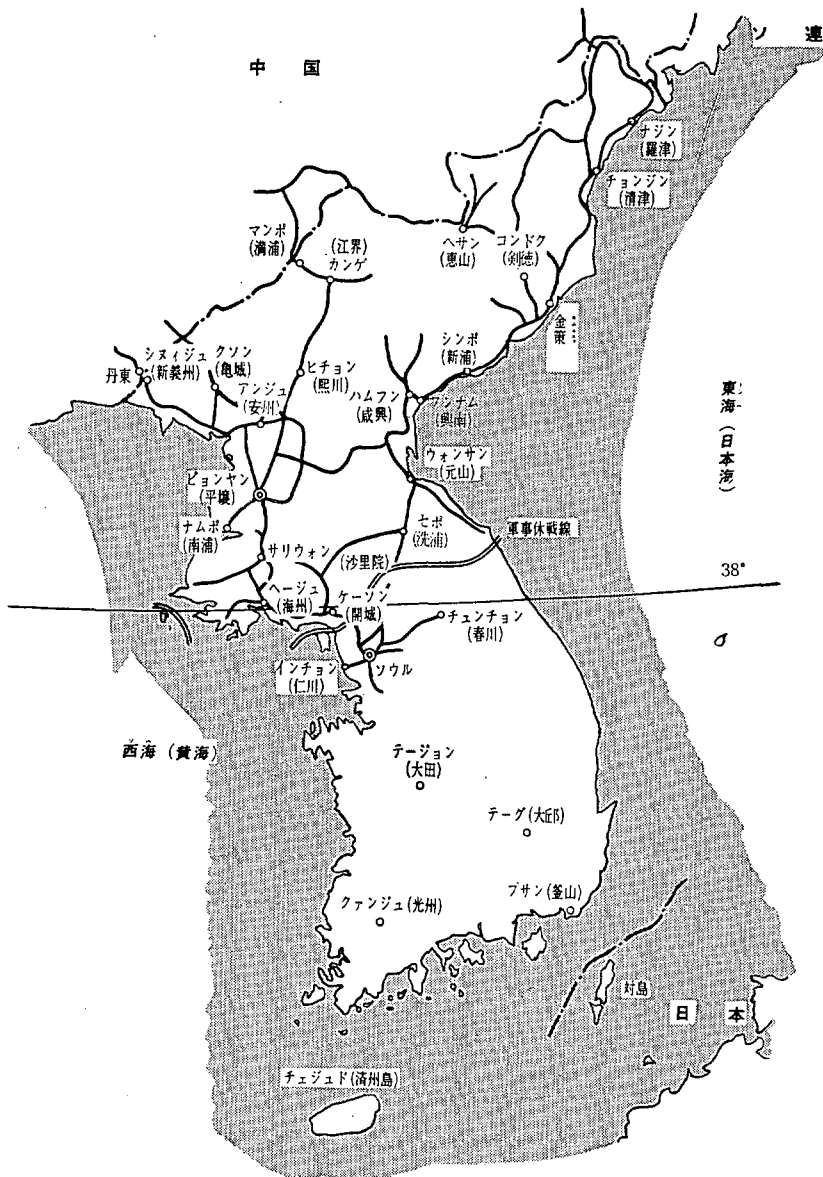 ソ 連
中 国
ナジン
(羅津)
チョンジン
(清津)
マンポ
(満浦)
(江界)
カンゲ
ヘサン
(恵山)
コンドク
(剣徳)
金策
シンポ
(新浦)
シヌィジュ
(新義州)
クソン
(亀城)
丹東
アンジュ
(安州)
ヒチョン
(熙川)
ハムフン
(咸興)
フンナム
(興南)
東海(日本海)
ウォンサン
(元山)
ピョンヤン
(平壌)
ナムポ
(南浦)
サリウォン
(沙里院)
セポ
(洗浦)
軍事休戦線
38°
ヘージュ
(海州)
ケーソン
(開城)
チュンチョン
(春川)
インチョン
(仁川)
ソウル
西海(黄海)
テージョン
(大田)
テーグ(大邱)
プサン(釜山)
クァンジュ(光州)
対島
日 本
チェジュド(済州島)